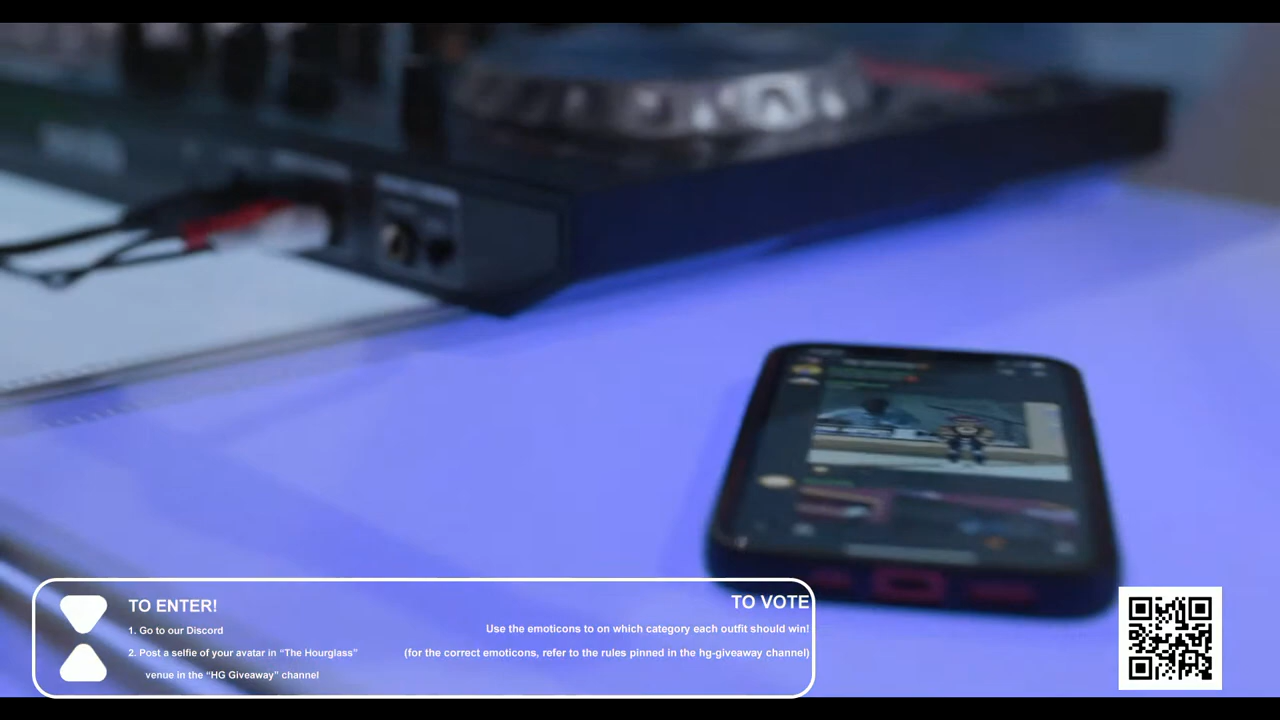 TO ENTER!
1. Go to our Discord
2. Post a selfie of your avatar in “The Hourglass”
venue in the “HG Giveaway” channel
TO VOTE
Use the emoticons to on which category each outfit should win!
(for the correct emoticons, refer to the rules pinned in the hg-giveaway channel)